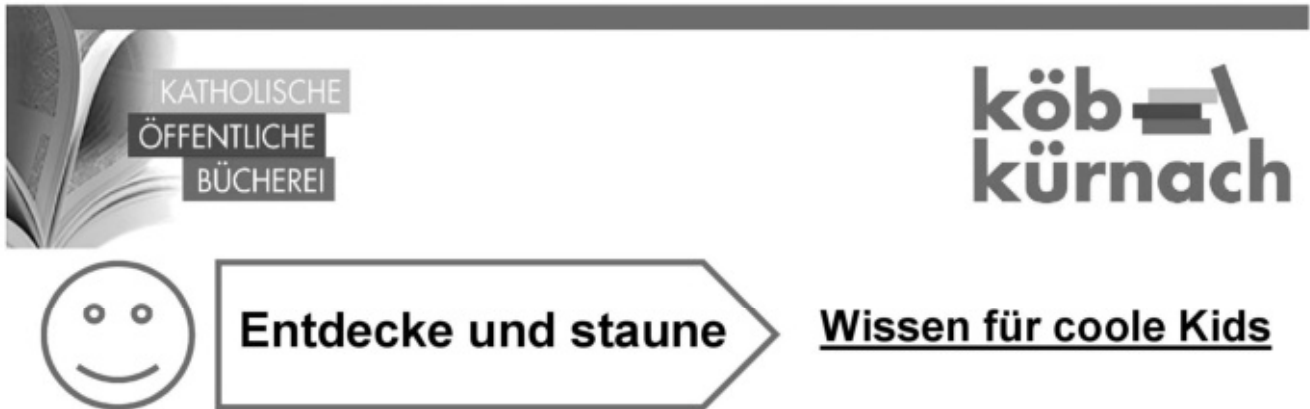 KATHOLISCHE
ÖFFENTLICHE
BÜCHEREI
köb
kürnach
Entdecke und staune
Wissen für coole Kids